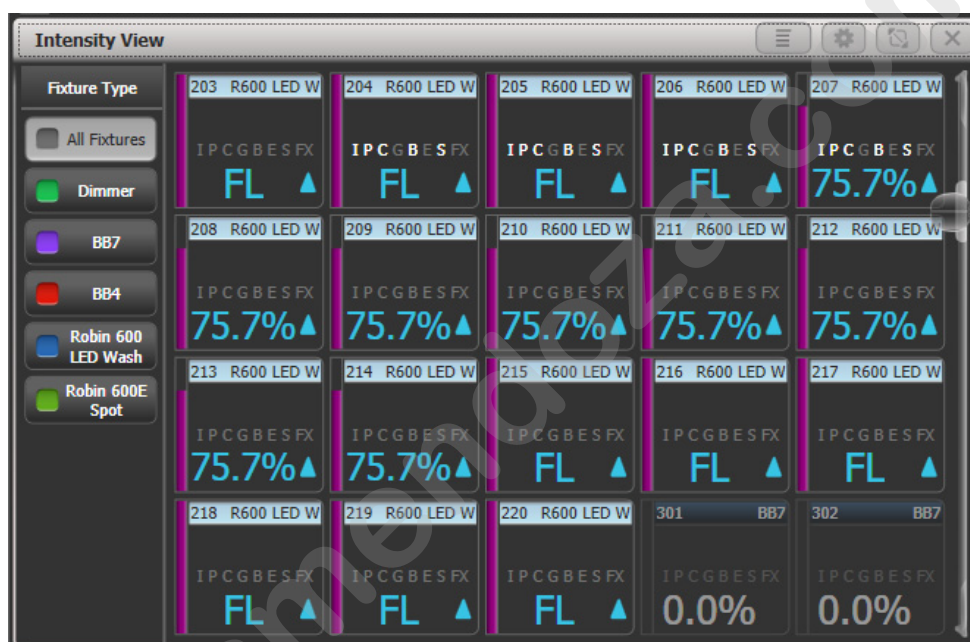 Intensity View
Fixture Type
All Fixtures
Dimmer
BB7
BB4
Robin 600
LED Wash
Robin 600E
Spot
203 R600 LED W
IPCGBESFX
FL
204 R600 LED W
IPCGBESFX
FL
205 R600 LED W
IPCGBESFX
FL
206 R600 LED W
IPCGBESFX
FL
207 R600 LED W
IPCGBESFX
75.7%
208 R600 LED W
IPCGBESFX
75.7%
209 R600 LED W
IPCGBESFX
75.7%
210 R600 LED W
IPCGBESFX
75.7%
211 R600 LED W
IPCGBESFX
75.7%
212 R600 LED W
IPCGBESFX
75.7%
213 R600 LED W
IPCGBESFX
75.7%
214 R600 LED W
IPCGBESFX
75.7%
215 R600 LED W
IPCGBESFX
FL
216 R600 LED W
IPCGBESFX
FL
217 R600 LED W
IPCGBESFX
FL
218 R600 LED W
IPCGBESFX
FL
219 R600 LED W
IPCGBESFX
FL
220 R600 LED W
IPCGBESFX
FL
301 BB7
IPCGBESFX
0.0%
302 BB7
IPCGBESFX
0.0%